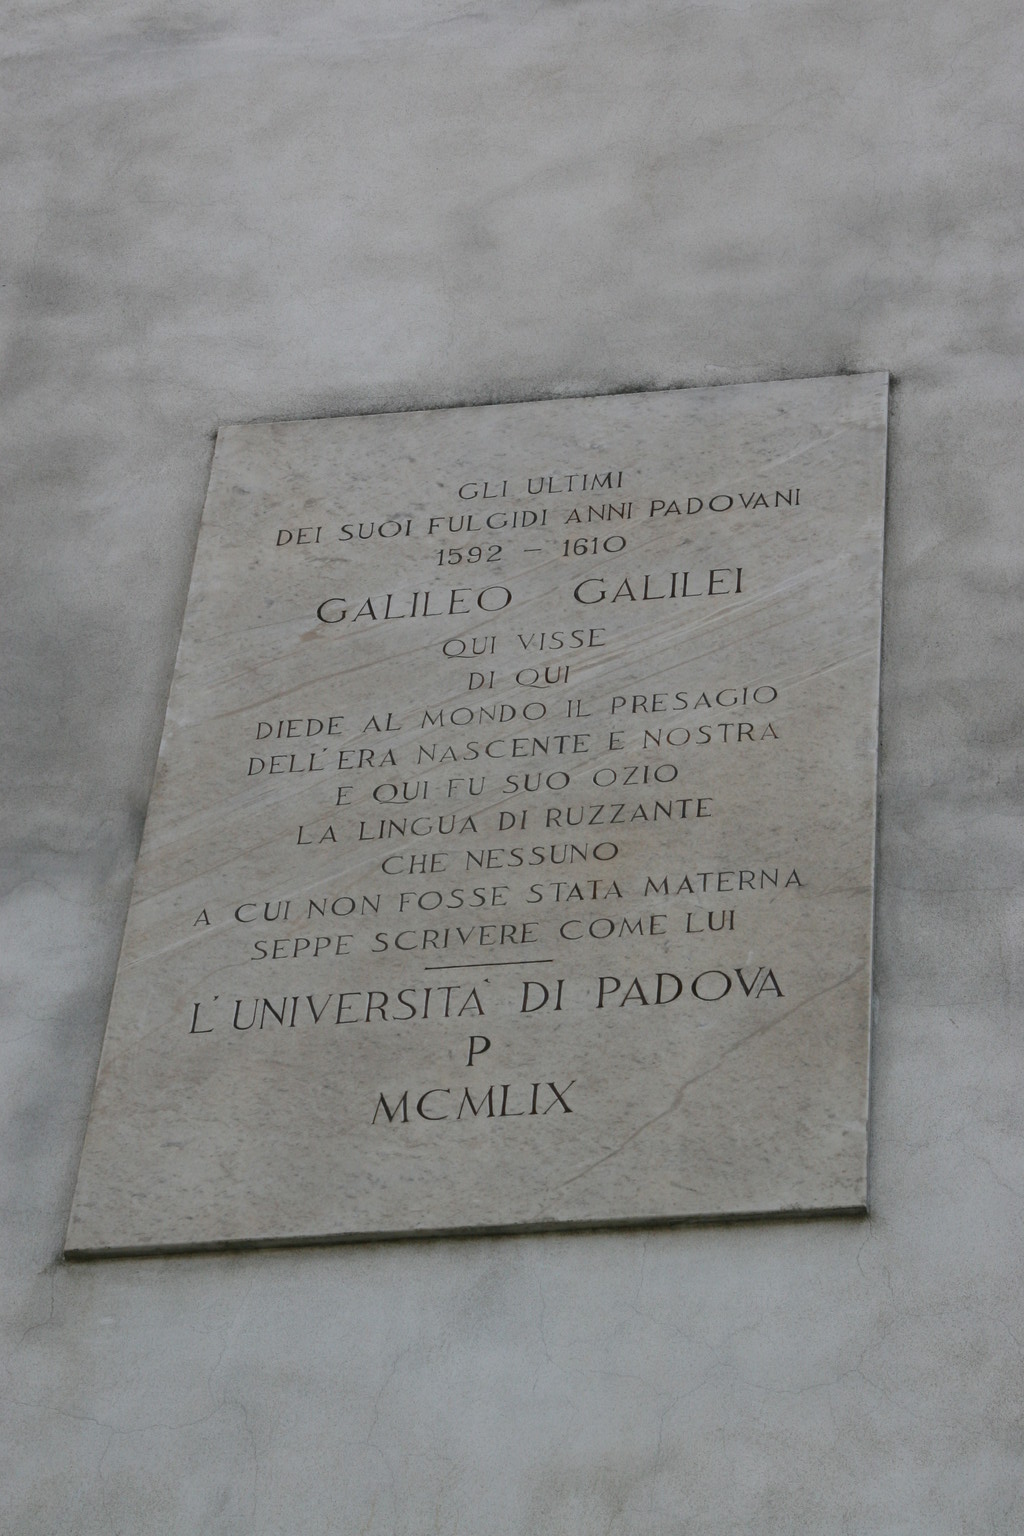 GLI ULTIMI
DEI SUOI FULGIDI ANNI PADOVANI
1592 – 1610
GALILEO GALILEI
QUI VISSE
DI QUI
DIEDE AL MONDO IL PRESAGIO
DELL'ERA NASCENTE E NOSTRA
E QUI FU SUO OZIO
LA LINGUA DI RUZZANTE
CHE NESSUNO
A CUI NON FOSSE STATA MATERNA
SEPPE SCRIVERE COME LUI
L'UNIVERSITA' DI PADOVA
P
MCMLIX